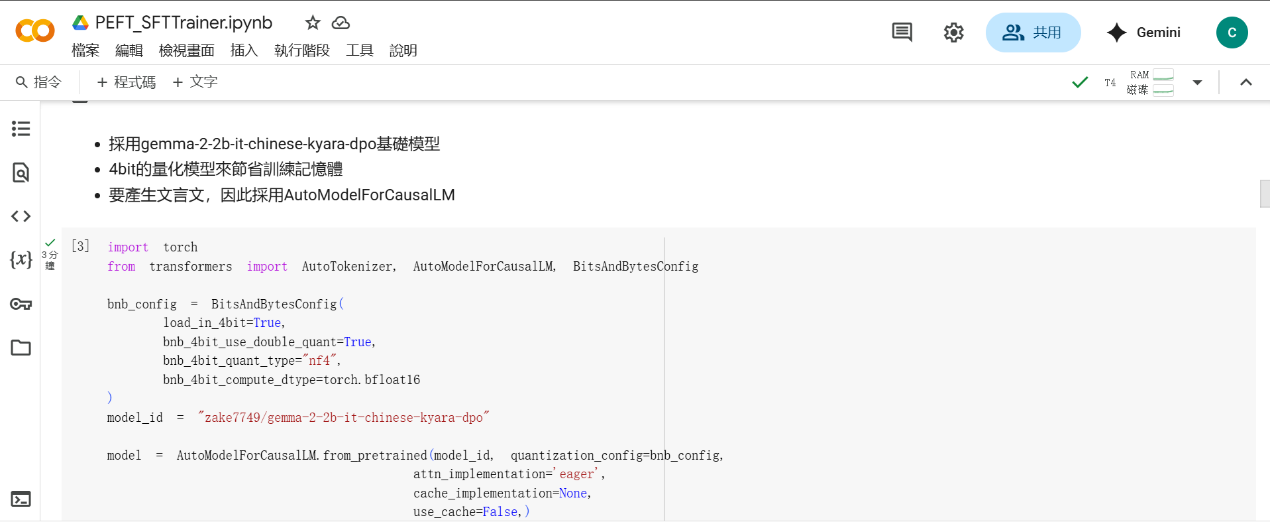 PEFT_SFTTrainer.ipynb
檔案 編輯 檢視畫面 插入 執行階段 工具 說明
共用
Gemini
C
指令 + 程式碼 + 文字
T4
RAM
磁碟
採用gemma-2-2b-it-chinese-kyara-dpo基礎模型
4bit的量化模型來節省訓練記憶體
要產生文言文，因此採用AutoModelForCausalLM
3 分鐘
[3]
import torch
from transformers import AutoTokenizer, AutoModelForCausalLM, BitsAndBytesConfig
bnb_config = BitsAndBytesConfig(
load_in_4bit=True,
bnb_4bit_use_double_quant=True,
bnb_4bit_quant_type="nf4",
bnb_4bit_compute_dtype=torch.bfloat16
)
model_id = "zake7749/gemma-2-2b-it-chinese-kyara-dpo"
model = AutoModelForCausalLM.from_pretrained(model_id, quantization_config=bnb_config,
attn_implementation='eager',
cache_implementation=None,
use_cache=False,)